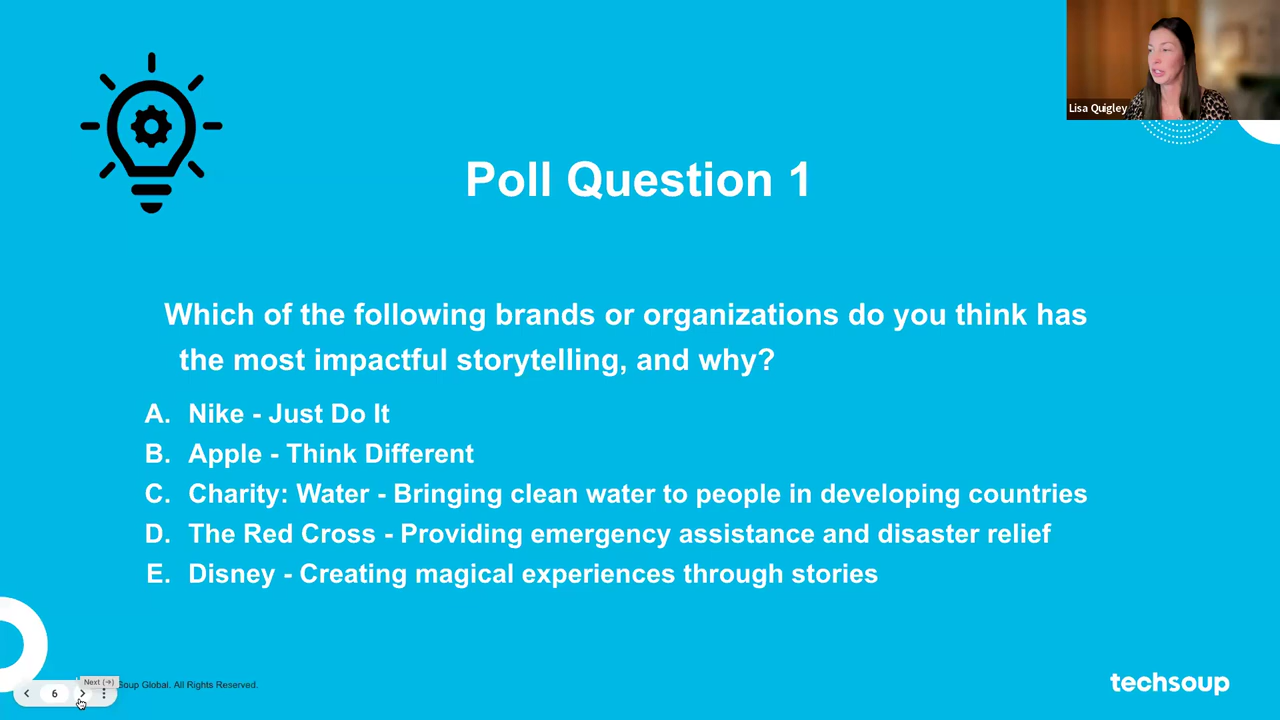 Lisa Quigley
Poll Question 1
Which of the following brands or organizations do you think has
the most impactful storytelling, and why?
A. Nike - Just Do It
B. Apple - Think Different
C. Charity: Water - Bringing clean water to people in developing countries
D. The Red Cross - Providing emergency assistance and disaster relief
E. Disney - Creating magical experiences through stories
Next (→)
6
Soup Global. All Rights Reserved.
techsoup